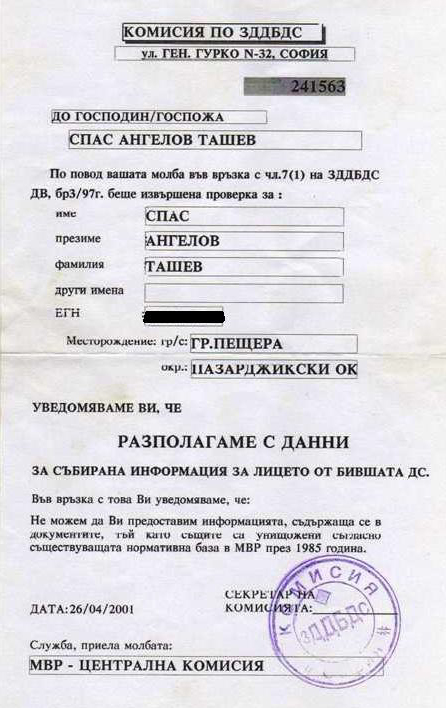 КОМИСИЯ ПО ЗДДБДС
ул. ГЕН. ГУРКО N-32, СОФИЯ
241563
ДО ГОСПОДИН/ГОСПОЖА
СПАС АНГЕЛОВ ТАШЕВ
По повод вашата молба във връзка с чл.7(1) на ЗДДБДС
ДВ, бр3/97г. беше извършена проверка за :
име СПАС
презиме АНГЕЛОВ
фамилия ТАШЕВ
други имена
ЕГН
Месторождение: гр/с: ГР.ПЕЩЕРА
окр.: ПАЗАРДЖИКСКИ ОК
УВЕДОМЯВАМЕ ВИ, ЧЕ
РАЗПОЛАГАМЕ С ДАННИ
ЗА СЪБИРАНА ИНФОРМАЦИЯ ЗА ЛИЦЕТО ОТ БИВШАТА ДС.
Във връзка с това Ви уведомяваме, че:
Не можем да Ви предоставим информацията, съдържаща се в
документите, тъй като същите са унищожени съгласно
съществуващата нормативна база в МВР през 1985 година.
СЕКРЕТАР НА
ДАТА:26/04/2001 КОМИСИЯТА:
КОМИСИЯ
ЗДДБДС
Служба, приела молбата:
МВР - ЦЕНТРАЛНА КОМИСИЯ